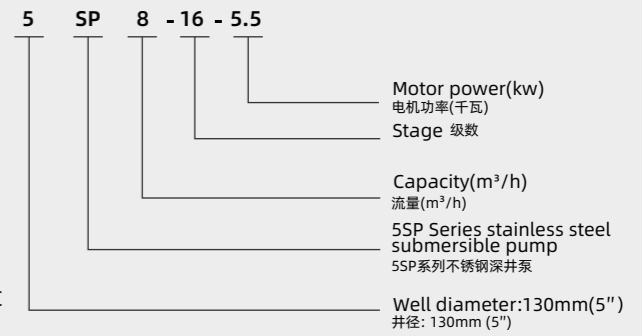 5 SP 8 - 16 - 5.5
Motor power(kw)
电机功率(千瓦)
Stage 级数
Capacity(m³/h)
流量(m³/h)
5SP Series stainless steel
submersible pump
5SP系列不锈钢深井泵
Well diameter:130mm(5")
井径: 130mm (5")